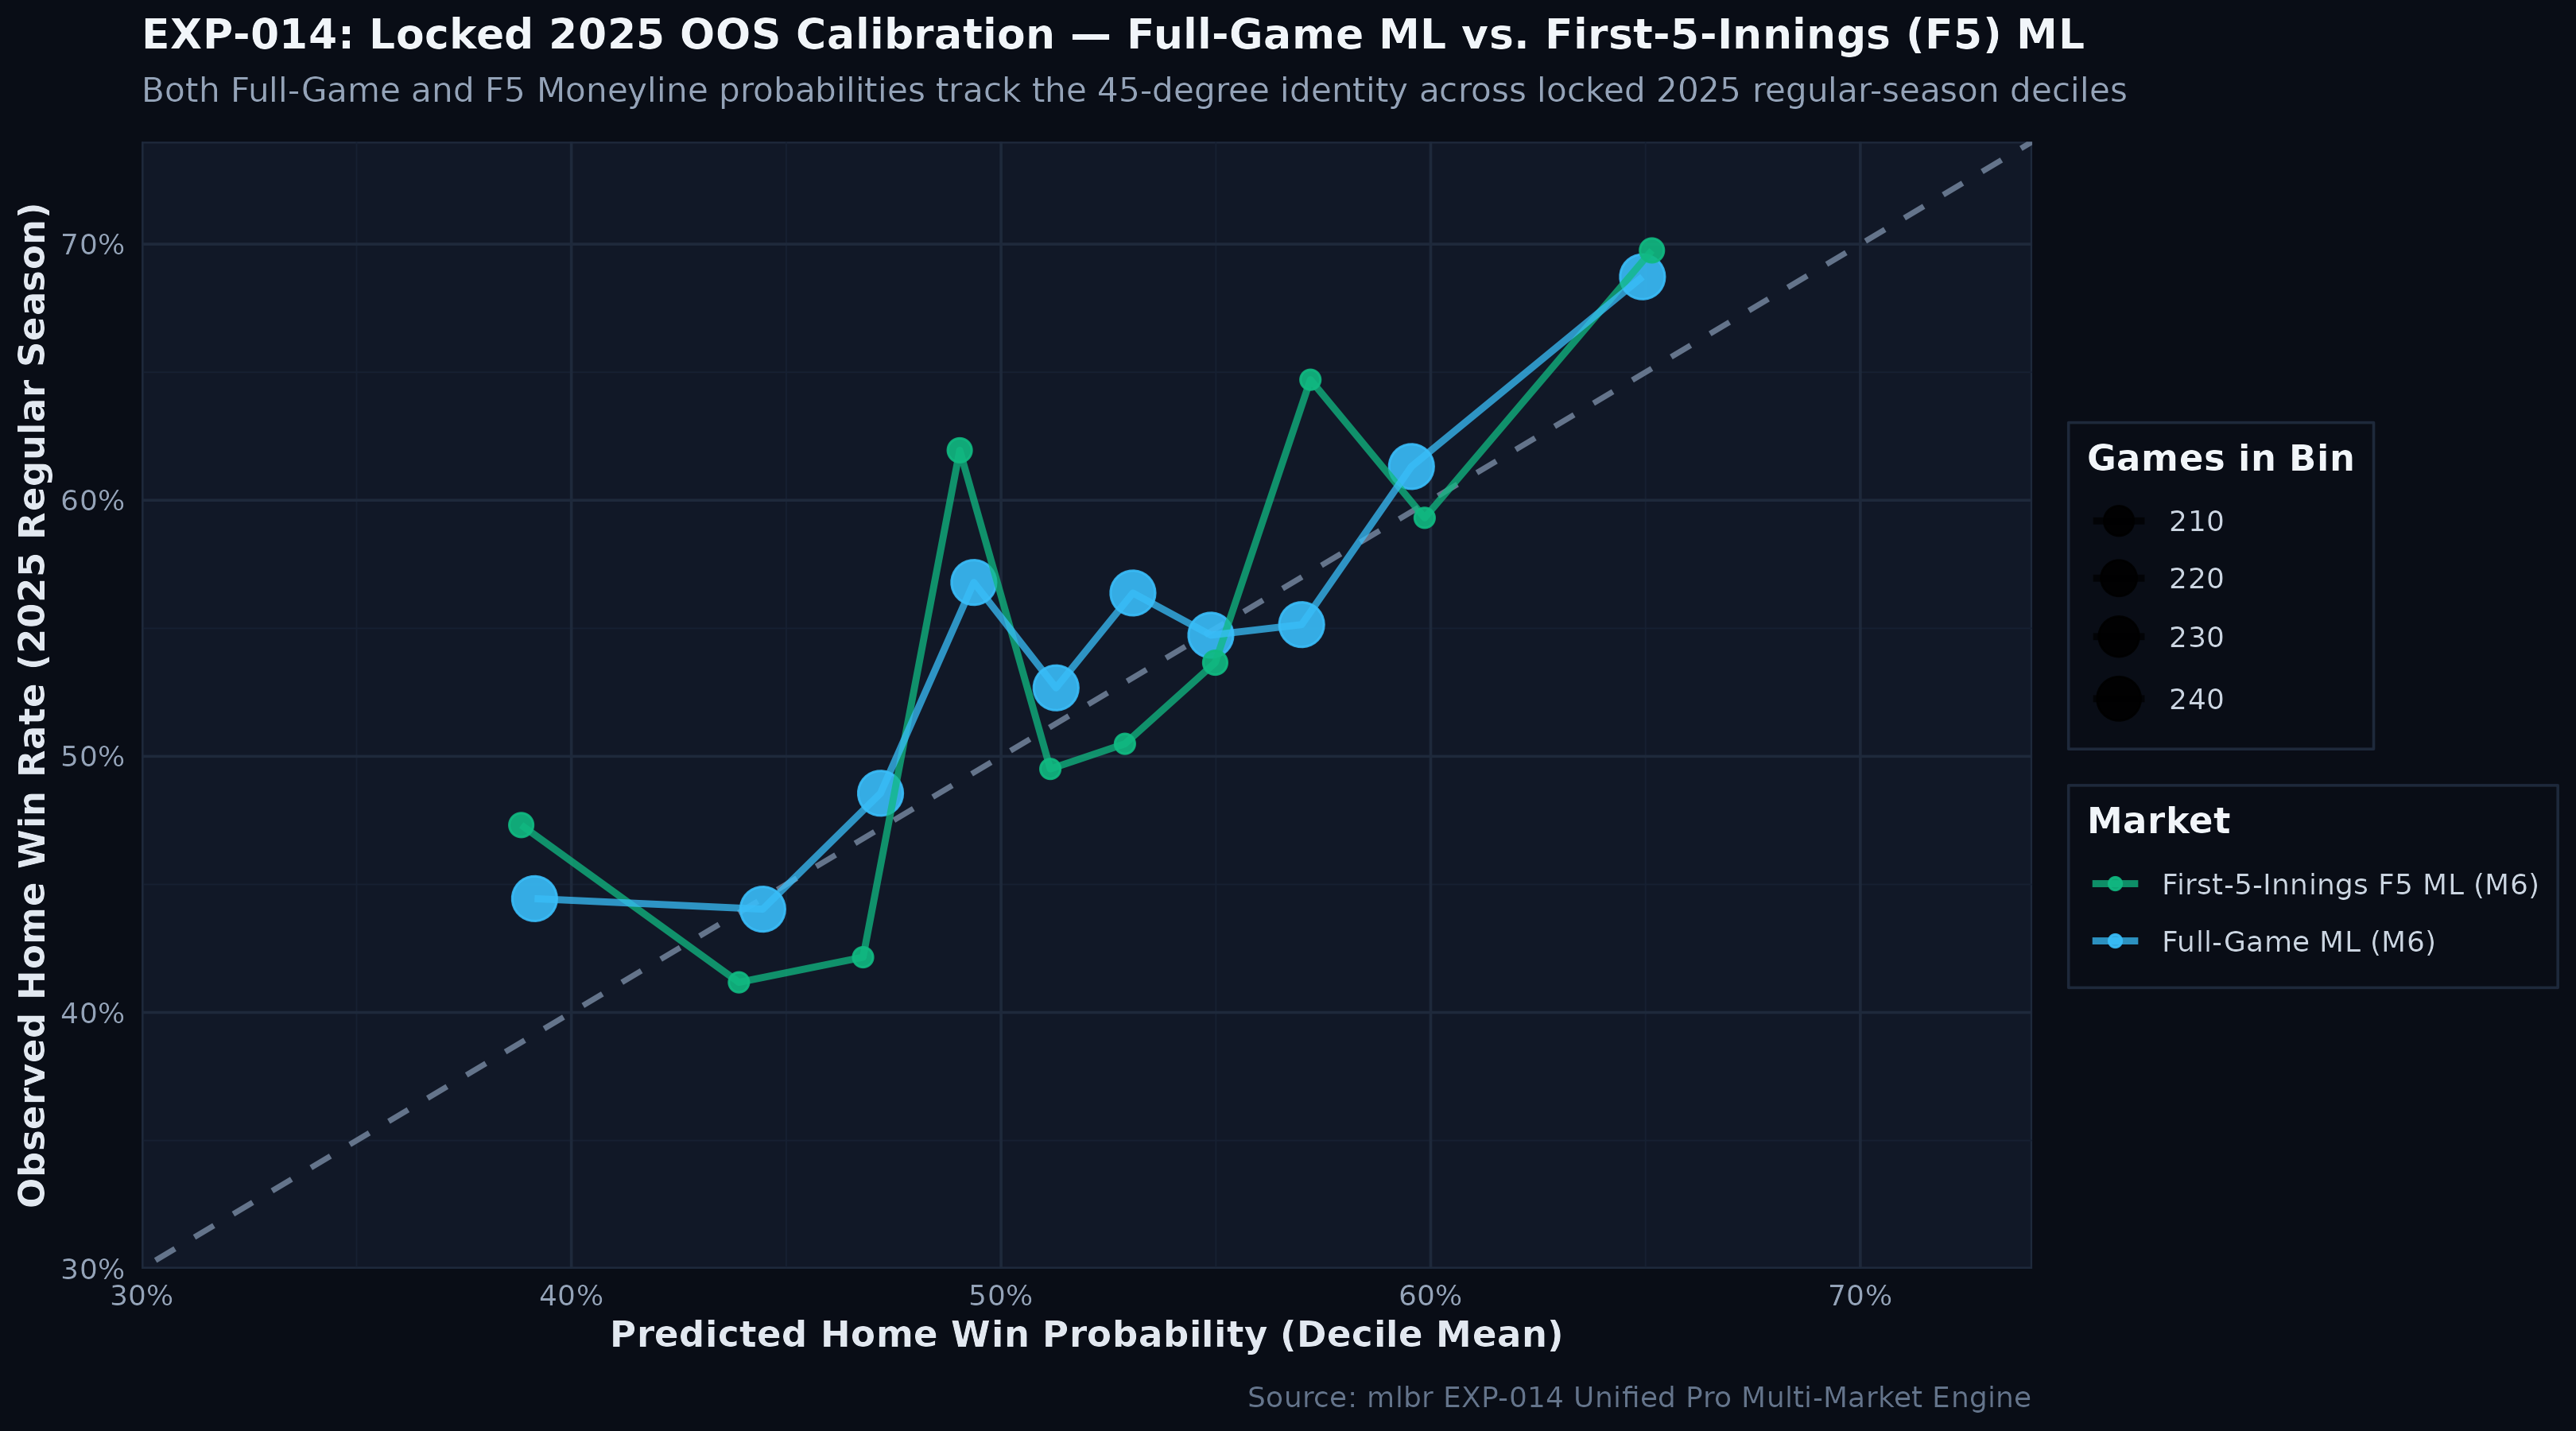 EXP-014: Locked 2025 OOS Calibration — Full-Game ML vs. First-5-Innings (F5) ML
Both Full-Game and F5 Moneyline probabilities track the 45-degree identity across locked 2025 regular-season deciles
Observed Home Win Rate (2025 Regular Season)
70%
60%
50%
40%
30%
30%
40%
50%
60%
70%
Predicted Home Win Probability (Decile Mean)
Games in Bin
210
220
230
240
Market
First-5-Innings F5 ML (M6)
Full-Game ML (M6)
Source: mlbr EXP-014 Unified Pro Multi-Market Engine